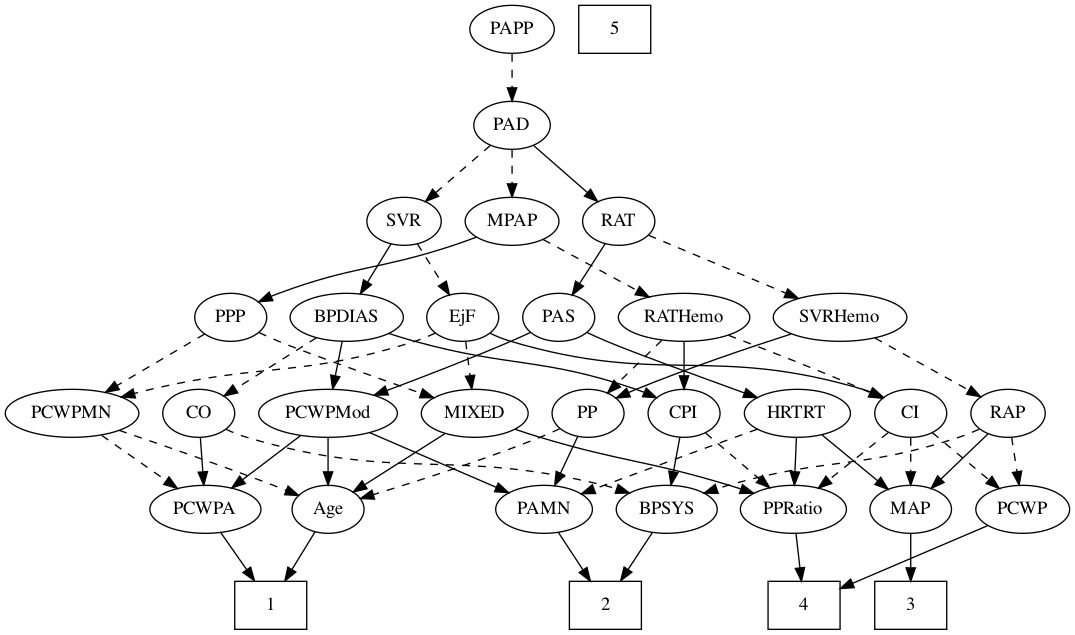 PAPP 5
PAD
SVR MPAP RAT
PPP BPDIAS EjF PAS RATHemo SVRHemo
PCWPMN CO PCWPMod MIXED PP CPI HRTRT CI RAP
PCWPA Age PAMN BPSYS PPRatio MAP PCWP
1 2 4 3